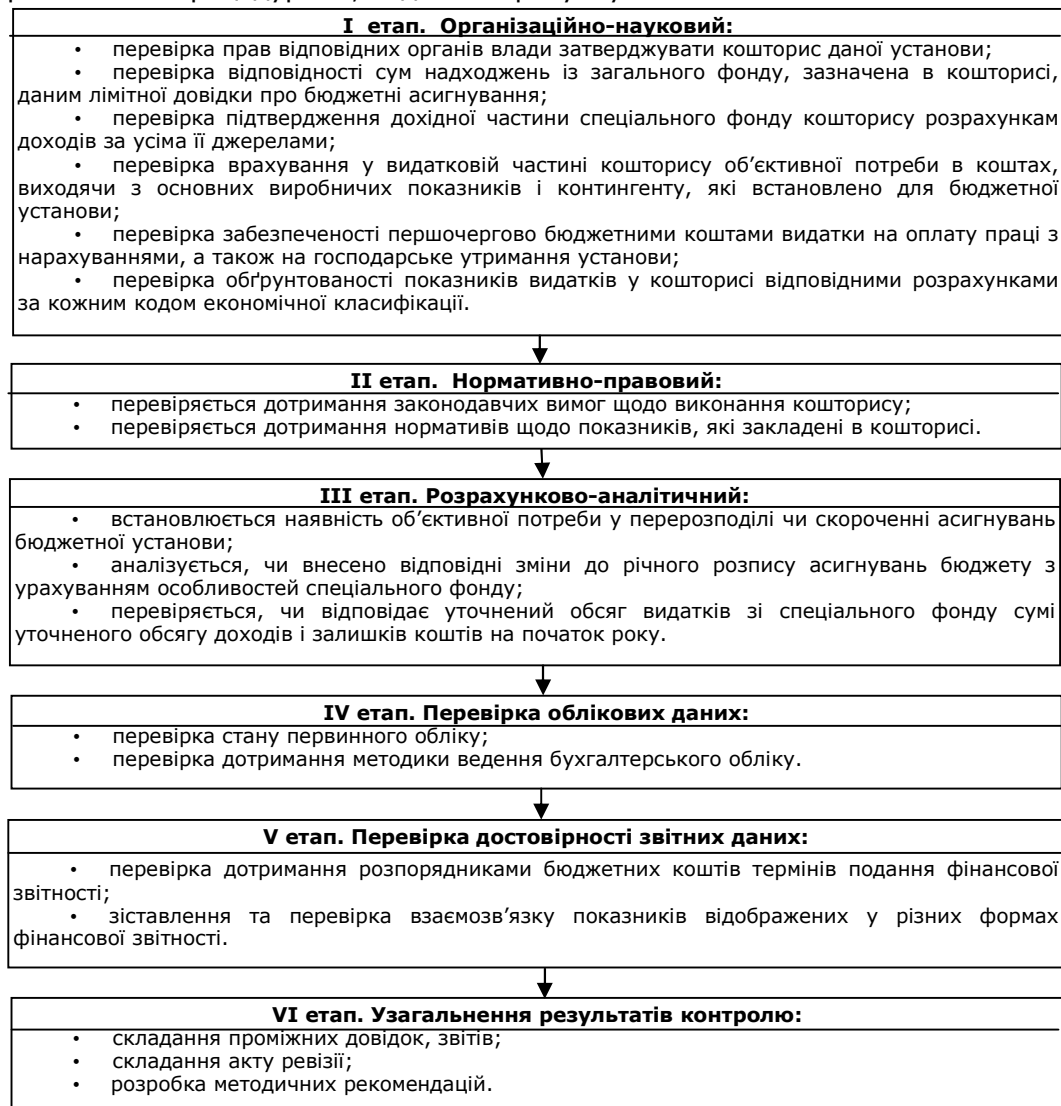 І етап. Організаційно-науковий:
• перевірка прав відповідних органів влади затверджувати кошторис даної установи;
• перевірка відповідності сум надходжень із загального фонду, зазначена в кошторисі,
даним лімітної довідки про бюджетні асигнування;
• перевірка підтвердження дохідної частини спеціального фонду кошторису розрахункам
доходів за усіма її джерелами;
• перевірка врахування у видатковій частині кошторису об’єктивної потреби в коштах,
виходячи з основних виробничих показників і контингенту, які встановлено для бюджетної
установи;
• перевірка забезпеченості першочергово бюджетними коштами видатки на оплату праці з
нарахуваннями, а також на господарське утримання установи;
• перевірка обґрунтованості показників видатків у кошторисі відповідними розрахунками
за кожним кодом економічної класифікації.
ІІ етап. Нормативно-правовий:
• перевіряється дотримання законодавчих вимог щодо виконання кошторису;
• перевіряється дотримання нормативів щодо показників, які закладені в кошторисі.
ІІІ етап. Розрахунково-аналітичний:
• встановлюється наявність об’єктивної потреби у перерозподілі чи скороченні асигнувань
бюджетної установи;
• аналізується, чи внесено відповідні зміни до річного розпису асигнувань бюджету з
урахуванням особливостей спеціального фонду;
• перевіряється, чи відповідає уточнений обсяг видатків зі спеціального фонду сумі
уточненого обсягу доходів і залишків коштів на початок року.
IV етап. Перевірка облікових даних:
• перевірка стану первинного обліку;
• перевірка дотримання методики ведення бухгалтерського обліку.
V етап. Перевірка достовірності звітних даних:
• перевірка дотримання розпорядниками бюджетних коштів термінів подання фінансової
звітності;
• зіставлення та перевірка взаємозв’язку показників відображених у різних формах
фінансової звітності.
VI етап. Узагальнення результатів контролю:
• складання проміжних довідок, звітів;
• складання акту ревізії;
• розробка методичних рекомендацій.